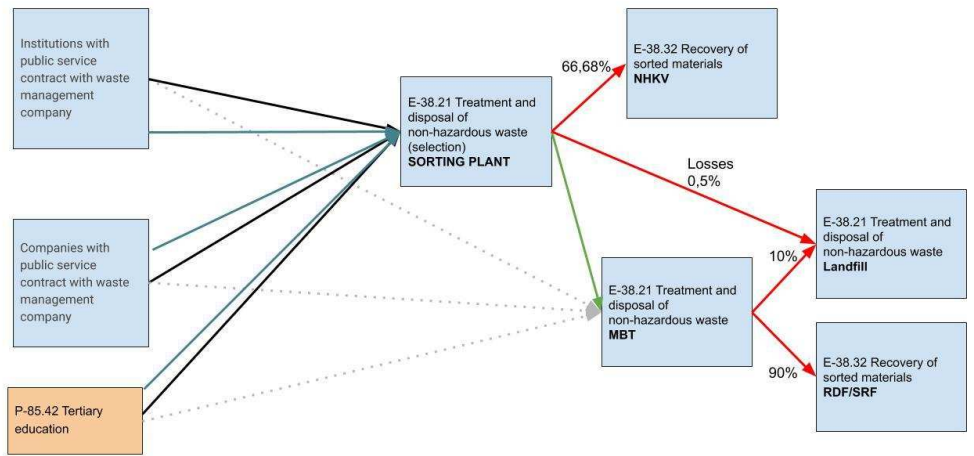 Institutions with
public service
contract with waste
management
company
E-38.32 Recovery of
sorted materials
NHKV
66,68%
E-38.21 Treatment and
disposal of
non-hazardous waste
(selection)
SORTING PLANT
Losses
0,5%
Companies with
public service
contract with waste
management
company
E-38.21 Treatment and
disposal of
non-hazardous waste
Landfill
10%
E-38.21 Treatment and
disposal of
non-hazardous waste
MBT
90%
E-38.32 Recovery of
sorted materials
RDF/SRF
P-85.42 Tertiary
education